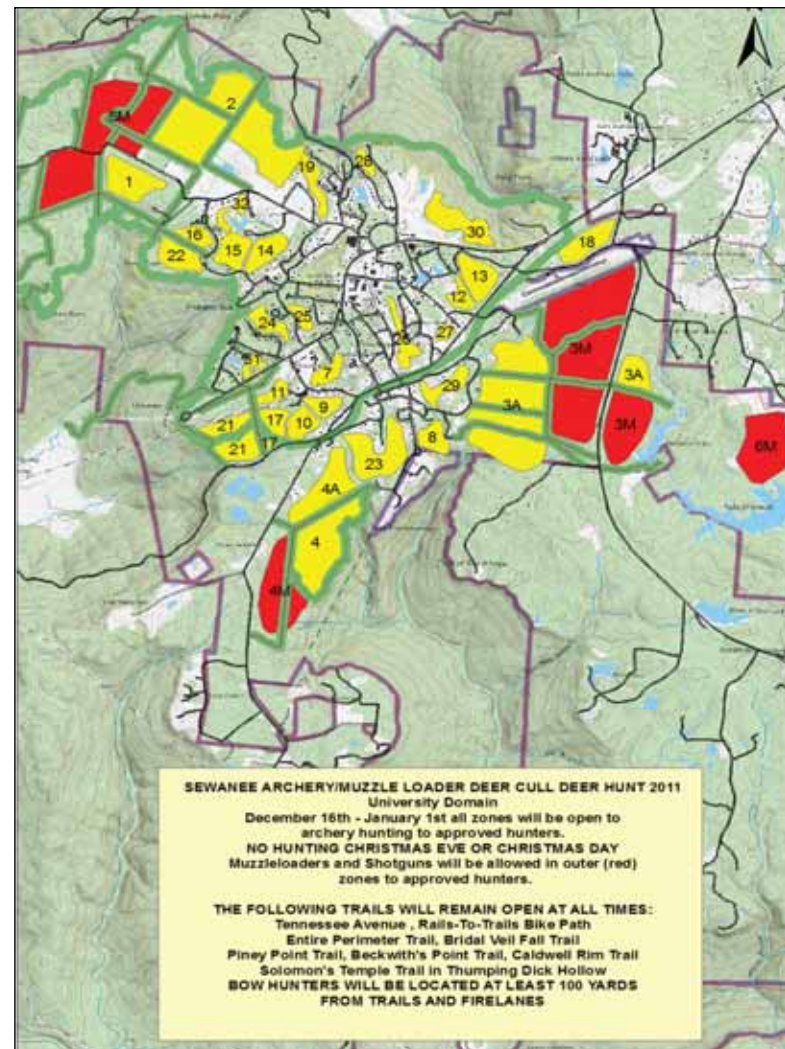 2
5M
19
28
1
32
16
30
22
15
14
18
13
12
24
25
27
3M
31
7
3A
29
3A
11
9
3M
21
17
10
6M
21
17
8
23
4A
4
4M
SEWANEE ARCHERY/MUZZLE LOADER DEER CULL DEER HUNT 2011
University Domain
December 16th - January 1st all zones will be open to
archery hunting to approved hunters.
NO HUNTING CHRISTMAS EVE OR CHRISTMAS DAY
Muzzleloaders and Shotguns will be allowed in outer (red)
zones to approved hunters.
THE FOLLOWING TRAILS WILL REMAIN OPEN AT ALL TIMES:
Tennessee Avenue , Rails-To-Trails Bike Path
Entire Perimeter Trail, Bridal Veil Fall Trail
Piney Point Trail, Beckwith's Point Trail, Caldwell Rim Trail
Solomon's Temple Trail in Thumping Dick Hollow
BOW HUNTERS WILL BE LOCATED AT LEAST 100 YARDS
FROM TRAILS AND FIRELANES